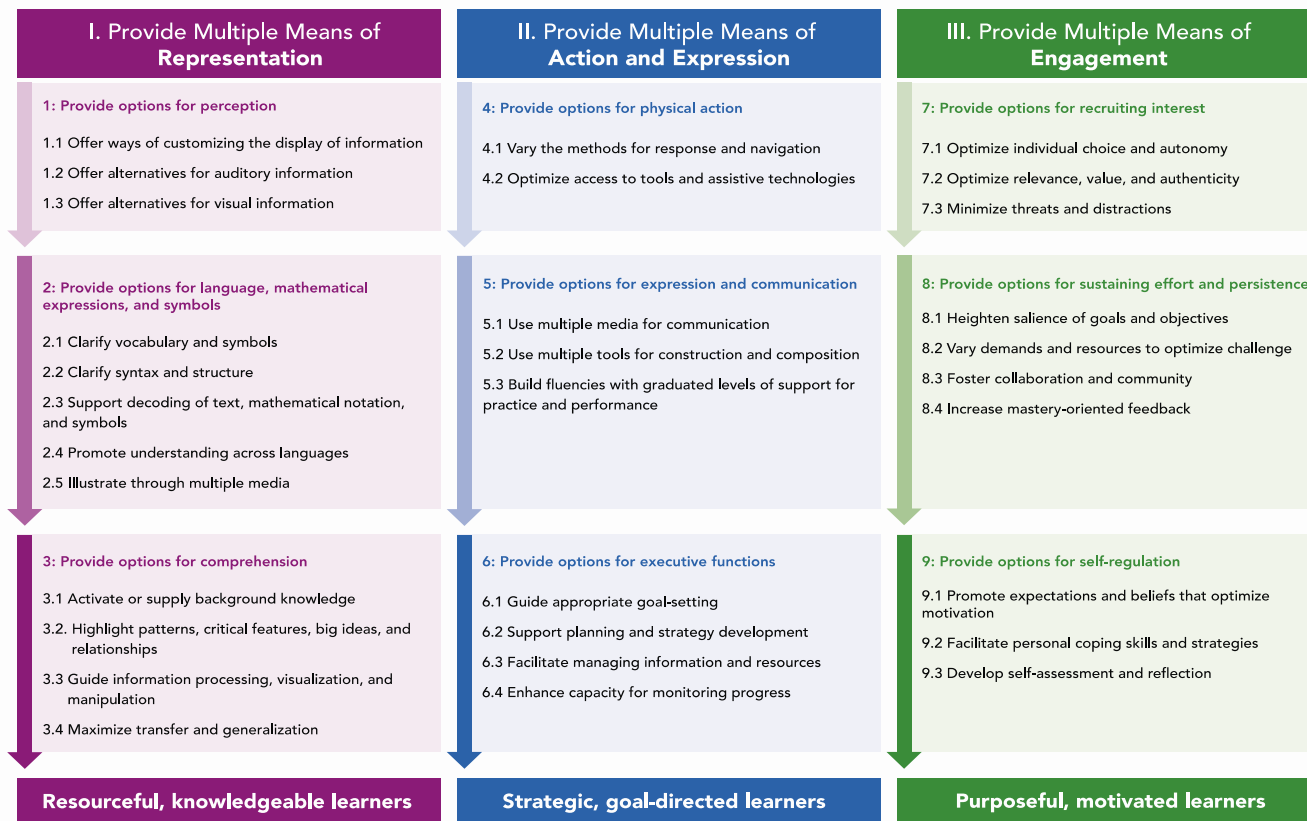 I. Provide Multiple Means of
Representation
1: Provide options for perception
1.1 Offer ways of customizing the display of information
1.2 Offer alternatives for auditory information
1.3 Offer alternatives for visual information
2: Provide options for language, mathematical
expressions, and symbols
2.1 Clarify vocabulary and symbols
2.2 Clarify syntax and structure
2.3 Support decoding of text, mathematical notation,
and symbols
2.4 Promote understanding across languages
2.5 Illustrate through multiple media
3: Provide options for comprehension
3.1 Activate or supply background knowledge
3.2. Highlight patterns, critical features, big ideas, and
relationships
3.3 Guide information processing, visualization, and
manipulation
3.4 Maximize transfer and generalization
Resourceful, knowledgeable learners
II. Provide Multiple Means of
Action and Expression
4: Provide options for physical action
4.1 Vary the methods for response and navigation
4.2 Optimize access to tools and assistive technologies
5: Provide options for expression and communication
5.1 Use multiple media for communication
5.2 Use multiple tools for construction and composition
5.3 Build fluencies with graduated levels of support for
practice and performance
6: Provide options for executive functions
6.1 Guide appropriate goal-setting
6.2 Support planning and strategy development
6.3 Facilitate managing information and resources
6.4 Enhance capacity for monitoring progress
Strategic, goal-directed learners
III. Provide Multiple Means of
Engagement
7: Provide options for recruiting interest
7.1 Optimize individual choice and autonomy
7.2 Optimize relevance, value, and authenticity
7.3 Minimize threats and distractions
8: Provide options for sustaining effort and persistence
8.1 Heighten salience of goals and objectives
8.2 Vary demands and resources to optimize challenge
8.3 Foster collaboration and community
8.4 Increase mastery-oriented feedback
9: Provide options for self-regulation
9.1 Promote expectations and beliefs that optimize
motivation
9.2 Facilitate personal coping skills and strategies
9.3 Develop self-assessment and reflection
Purposeful, motivated learners